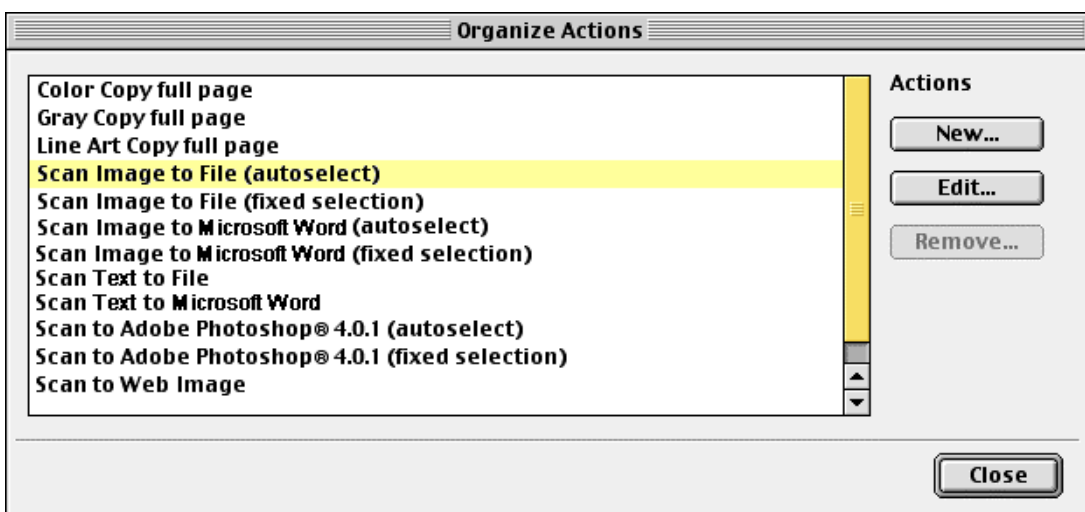 Organize Actions
Color Copy full page
Gray Copy full page
Line Art Copy full page
Scan Image to File (autoselect)
Scan Image to File (fixed selection)
Scan Image to Microsoft Word (autoselect)
Scan Image to Microsoft Word (fixed selection)
Scan Text to File
Scan Text to Microsoft Word
Scan to Adobe Photoshop® 4.0.1 (autoselect)
Scan to Adobe Photoshop® 4.0.1 (fixed selection)
Scan to Web Image
Actions
New...
Edit...
Remove...
Close